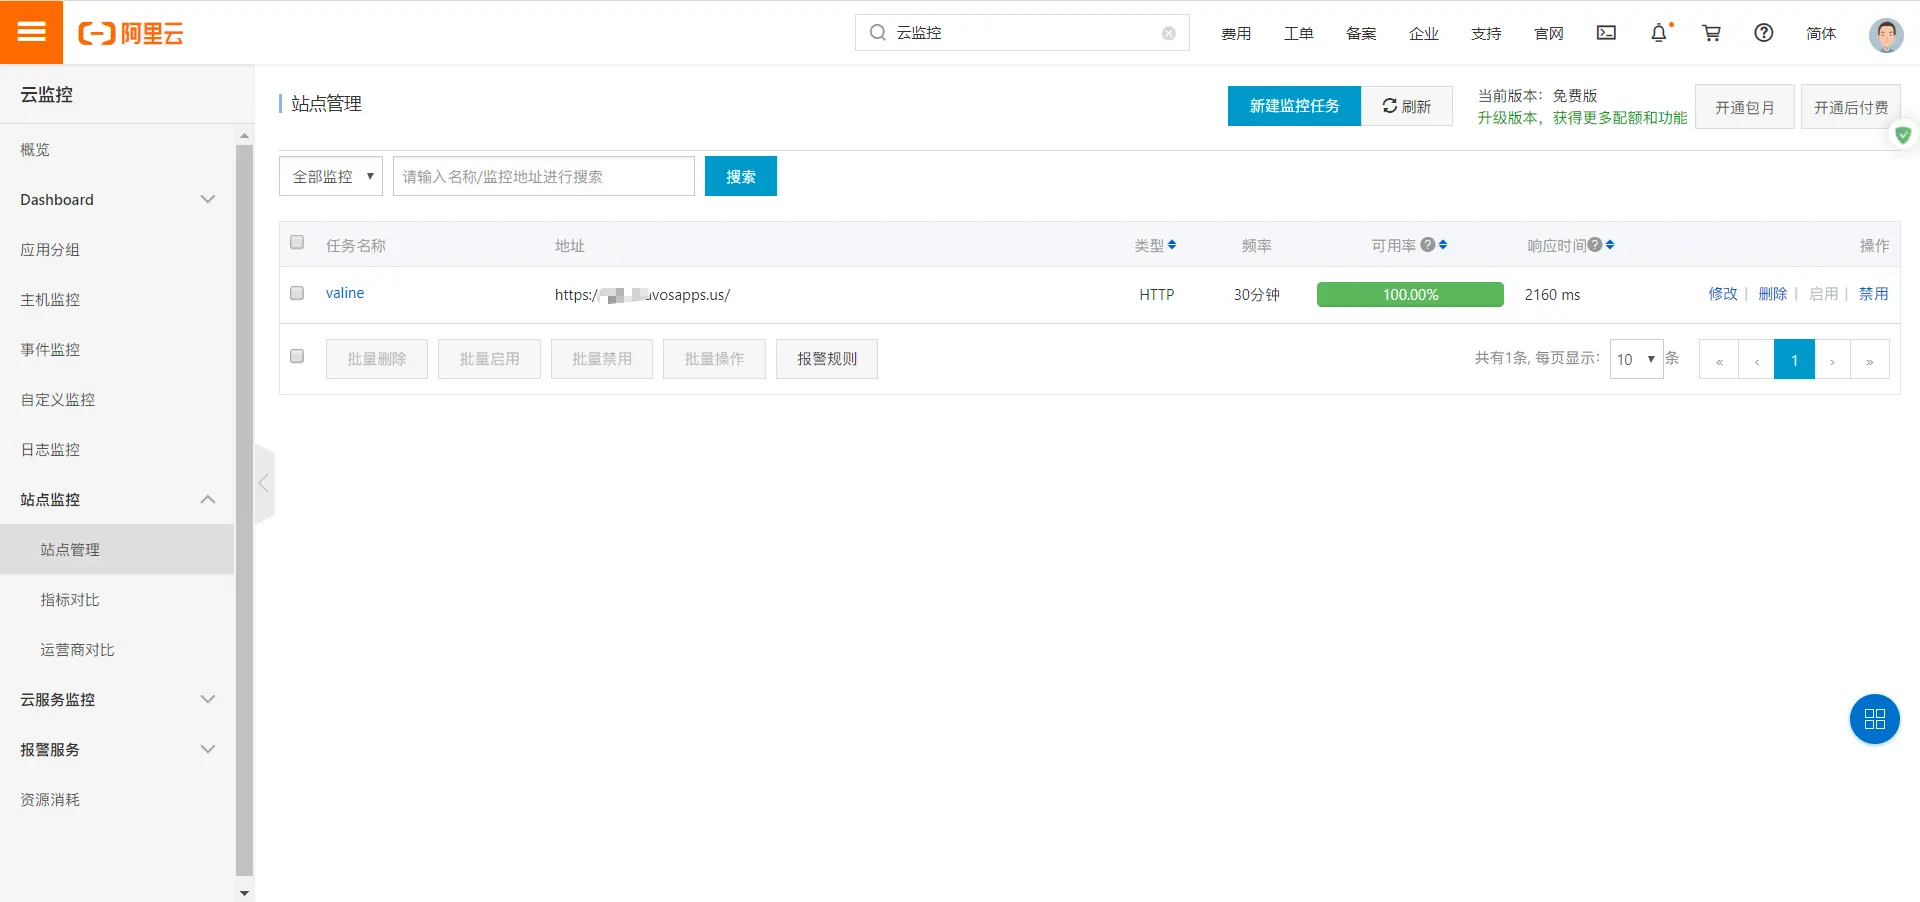 阿里云
云监控
费用
工单
备案
企业
支持
官网
简体
云监控
概览
Dashboard
应用分组
主机监控
事件监控
自定义监控
日志监控
站点监控
站点管理
指标对比
运营商对比
云服务监控
报警服务
资源消耗
站点管理
新建监控任务
刷新
当前版本：免费版
升级版本，获得更多配额和功能
开通包月
开通后付费
全部监控
请输入名称/监控地址进行搜索
搜索
任务名称 地址 类型 频率 可用率 响应时间 操作
valine https:/ vosapps.us/ HTTP 30分钟 100.00% 2160 ms 修改 | 删除 | 启用 | 禁用
批量删除 批量启用 批量禁用 批量操作 报警规则 共有1条, 每页显示: 10 条 « ‹ 1 › »